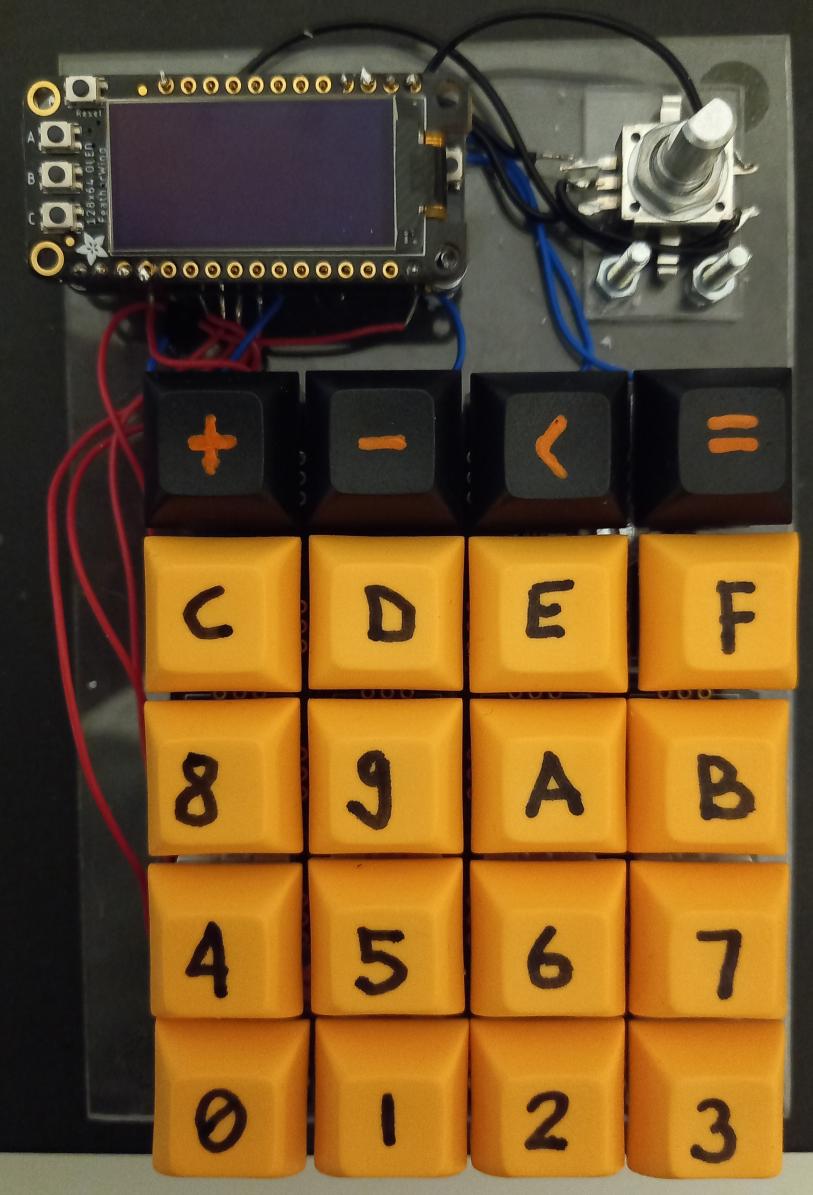 Reset
A
B
C
128x64 OLED
FeatherWing
+ - < =
C D E F
8 9 A B
4 5 6 7
0 1 2 3